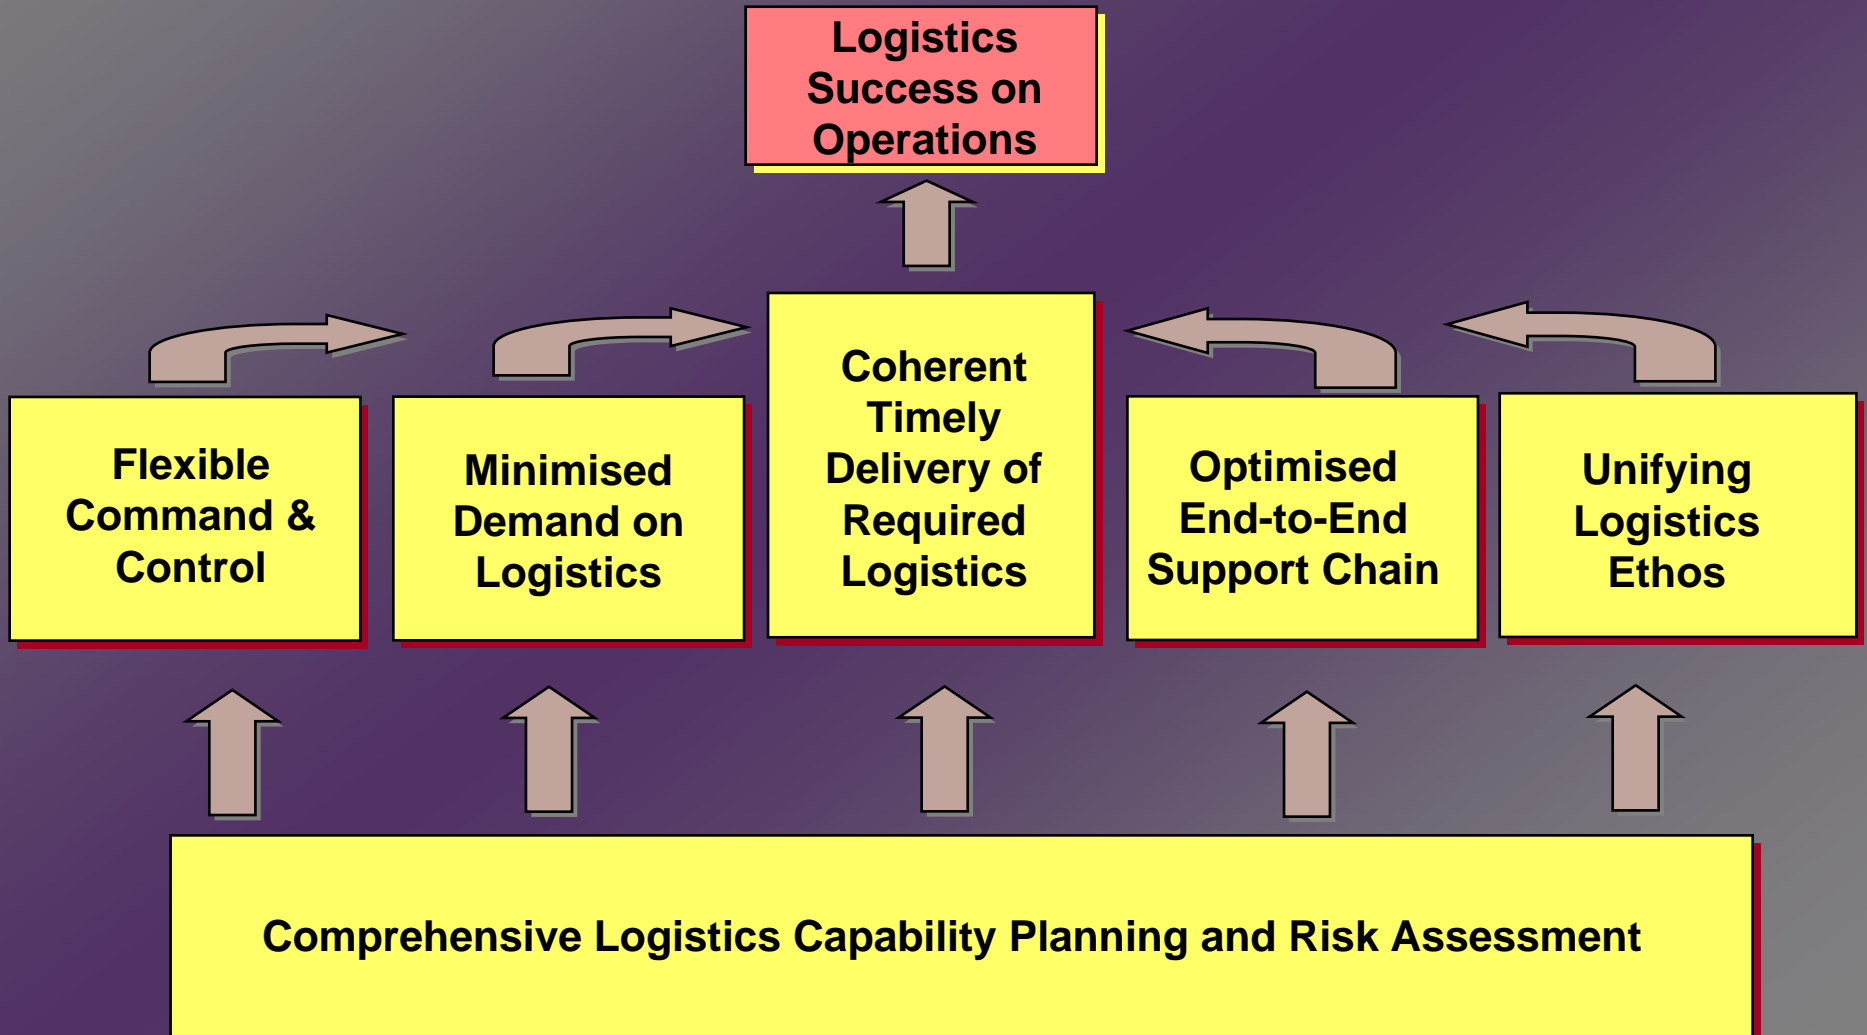 Logistics
Success on
Operations
Flexible
Command &
Control
Minimised
Demand on
Logistics
Coherent
Timely
Delivery of
Required
Logistics
Optimised
End-to-End
Support Chain
Unifying
Logistics
Ethos
Comprehensive Logistics Capability Planning and Risk Assessment